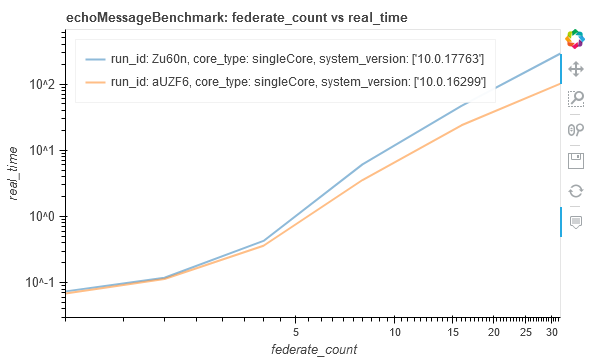 echoMessageBenchmark: federate_count vs real_time
run_id: Zu60n, core_type: singleCore, system_version: ['10.0.17763']
run_id: aUZF6, core_type: singleCore, system_version: ['10.0.16299']
10^2
10^1
10^0
10^-1
real_time
5
10
15
20
25
30
federate_count